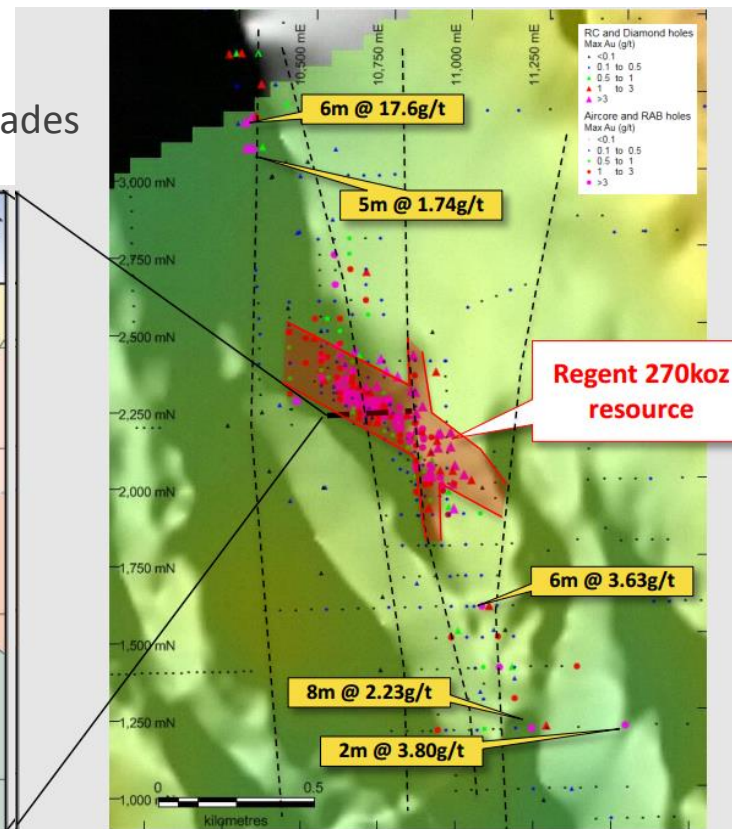 ades
10,500 mE
10,750 mE
11,000 mE
11,250 mE
RC and Diamond holes
Max Au (g/t)
<0.1
0.1 to 0.5
0.5 to 1
1 to 3
>3
Aircore and RAB holes
Max Au (g/t)
<0.1
0.1 to 0.5
0.5 to 1
1 to 3
>3
6m @ 17.6g/t
3,000 mN
5m @ 1.74g/t
2,750 mN
2,500 mN
Regent 270koz
resource
2,250 mN
2,000 mN
1,750 mN
6m @ 3.63g/t
1,500 mN
8m @ 2.23g/t
1,250 mN
2m @ 3.80g/t
1,000 mN
0 0.5
kilometres